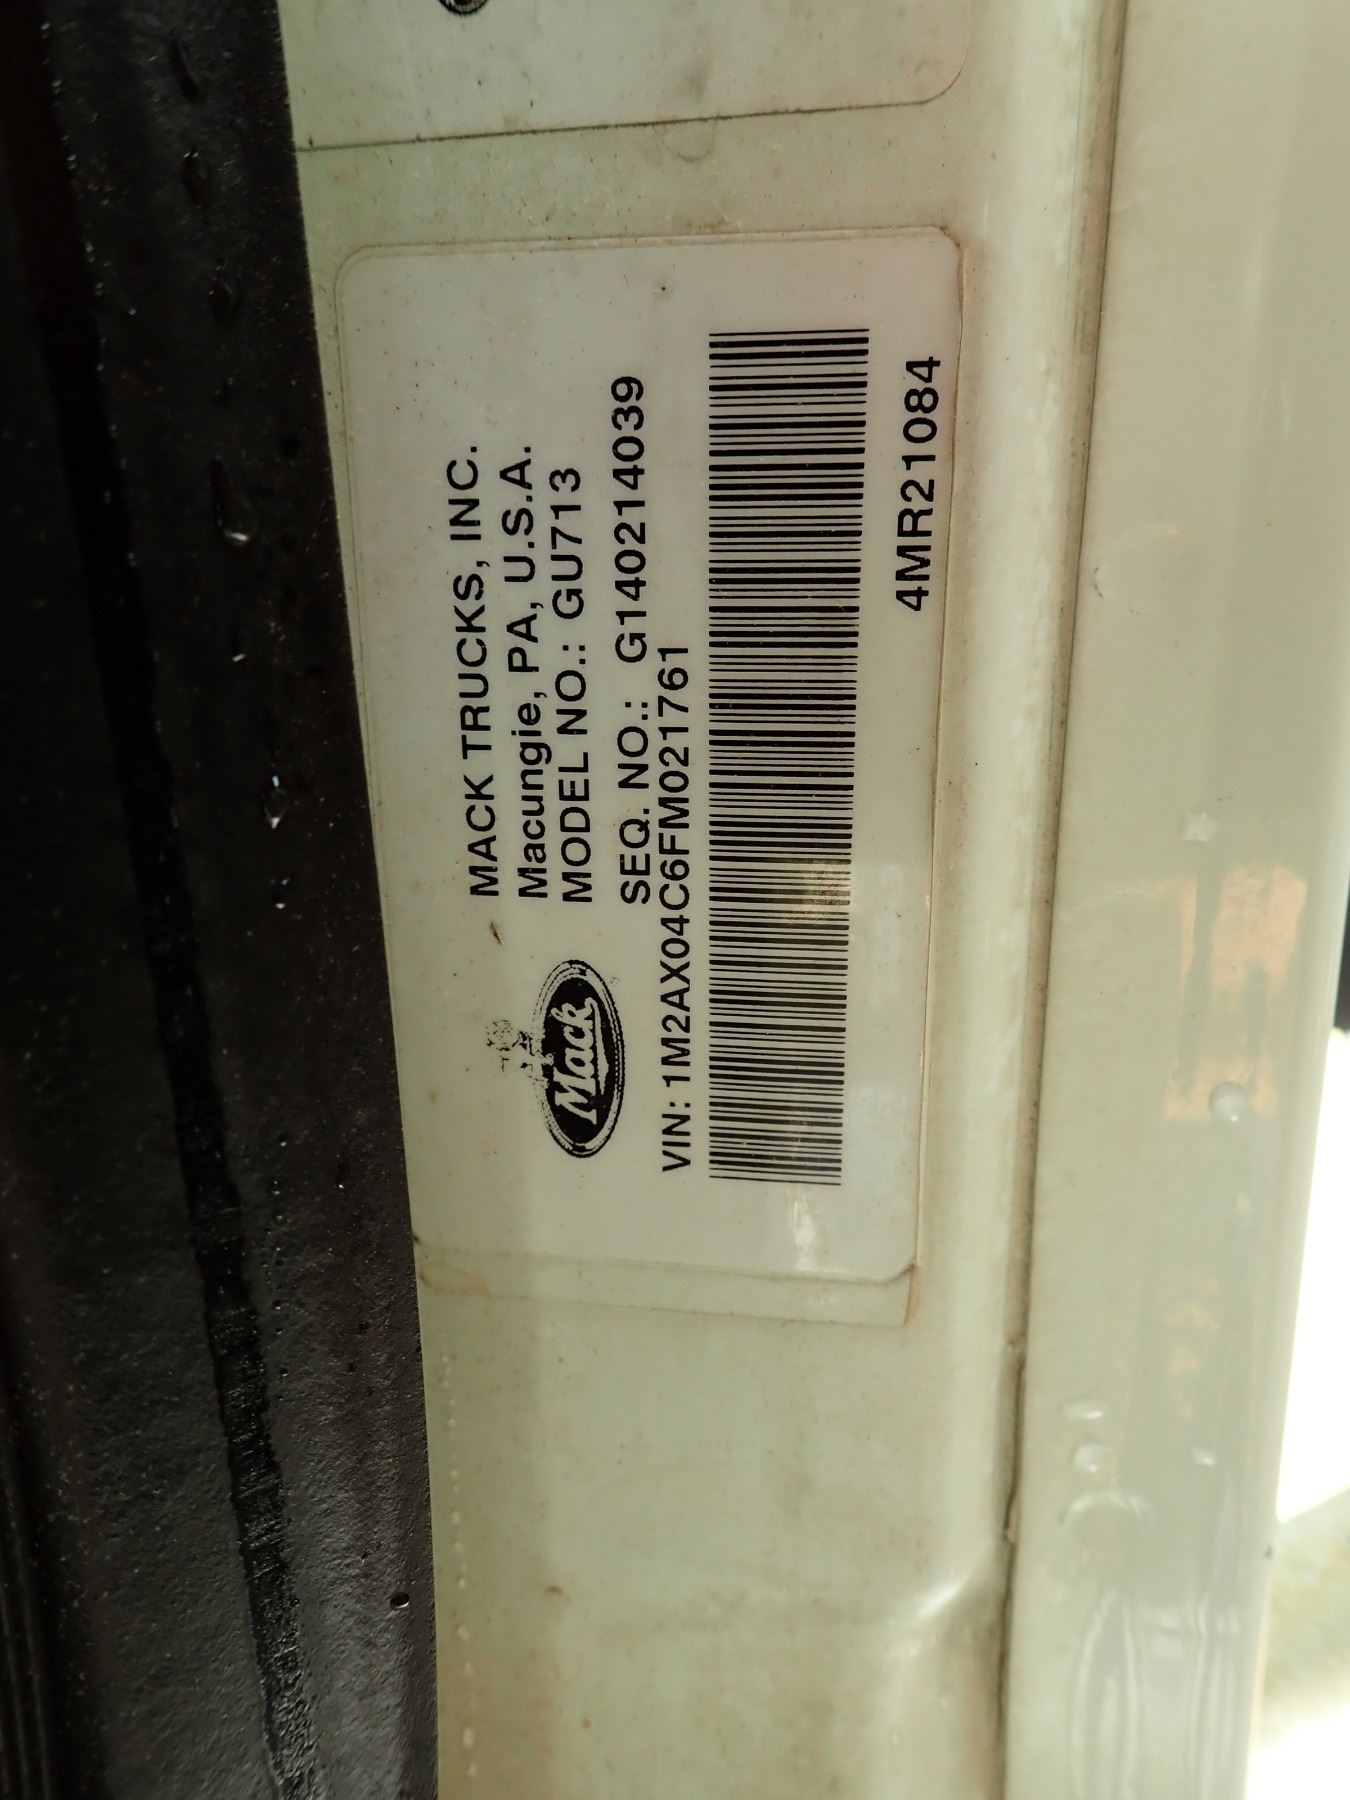 MACK TRUCKS, INC.
Macungie, PA, U.S.A.
MODEL NO.: GU713
SEQ. NO.: G140214039
Mack
VIN: 1M2AX04C6FM021761
4MR21084